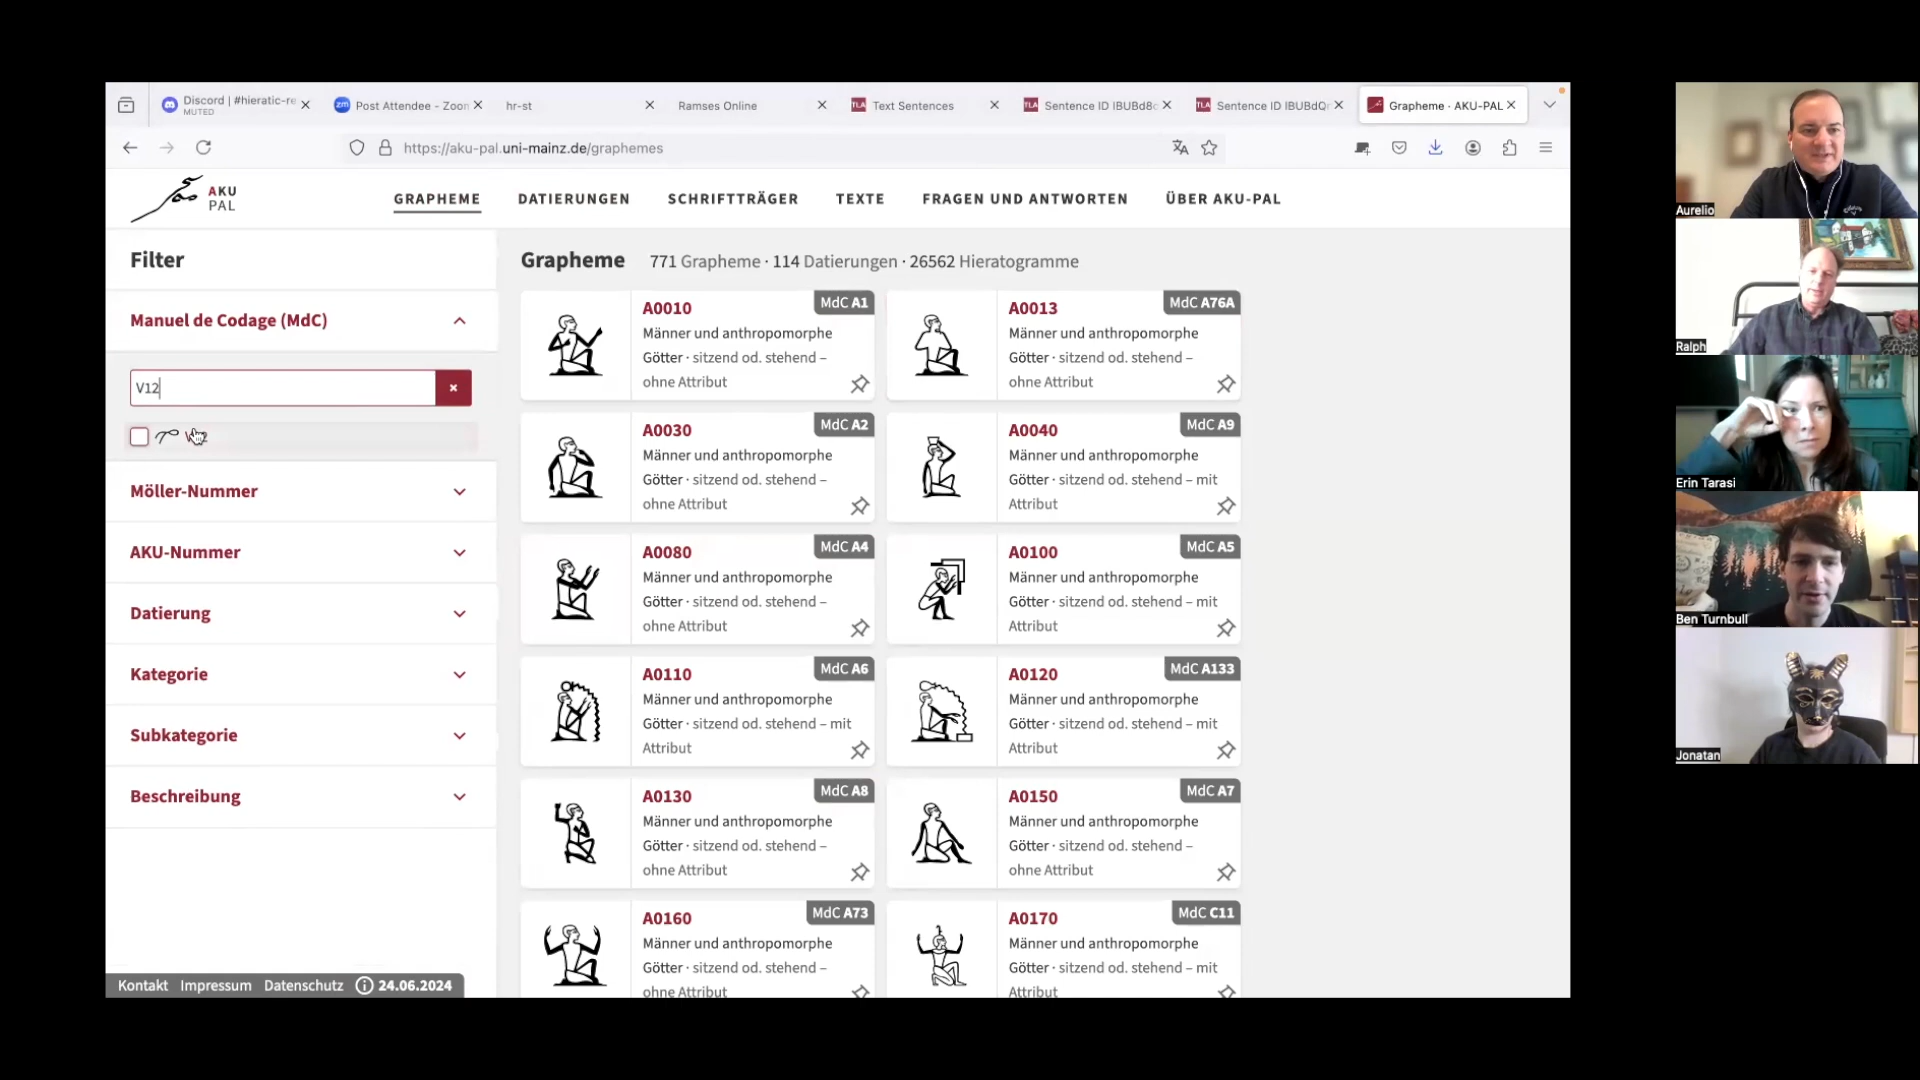 Discord | #hieratic-re
MUTED
Post Attendee - Zoon
hr-st
Ramses Online
Text Sentences
Sentence ID IBUBd8c
Sentence ID IBUBdQr
Grapheme · AKU-PAL
https://aku-pal.uni-mainz.de/graphemes
AKU
PAL
GRAPHEME
DATIERUNGEN
SCHRIFTTRÄGER
TEXTE
FRAGEN UND ANTWORTEN
ÜBER AKU-PAL
Filter
Manuel de Codage (MdC)
V12
Möller-Nummer
AKU-Nummer
Datierung
Kategorie
Subkategorie
Beschreibung
Kontakt Impressum Datenschutz 24.06.2024
Grapheme 771 Grapheme · 114 Datierungen · 26562 Hieratogramme
A0010
MdC A1
Männer und anthropomorphe
Götter · sitzend od. stehend –
ohne Attribut
A0013
MdC A76A
Männer und anthropomorphe
Götter · sitzend od. stehend –
ohne Attribut
A0030
MdC A2
Männer und anthropomorphe
Götter · sitzend od. stehend –
ohne Attribut
A0040
MdC A9
Männer und anthropomorphe
Götter · sitzend od. stehend – mit
Attribut
A0080
MdC A4
Männer und anthropomorphe
Götter · sitzend od. stehend –
ohne Attribut
A0100
MdC A5
Männer und anthropomorphe
Götter · sitzend od. stehend – mit
Attribut
A0110
MdC A6
Männer und anthropomorphe
Götter · sitzend od. stehend – mit
Attribut
A0120
MdC A133
Männer und anthropomorphe
Götter · sitzend od. stehend – mit
Attribut
A0130
MdC A8
Männer und anthropomorphe
Götter · sitzend od. stehend –
ohne Attribut
A0150
MdC A7
Männer und anthropomorphe
Götter · sitzend od. stehend –
ohne Attribut
A0160
MdC A73
Männer und anthropomorphe
Götter · sitzend od. stehend –
ohne Attribut
A0170
MdC C11
Männer und anthropomorphe
Götter · sitzend od. stehend – mit
Attribut
Aurelio
Ralph
Erin Tarasi
Ben Turnbull
Jonatan